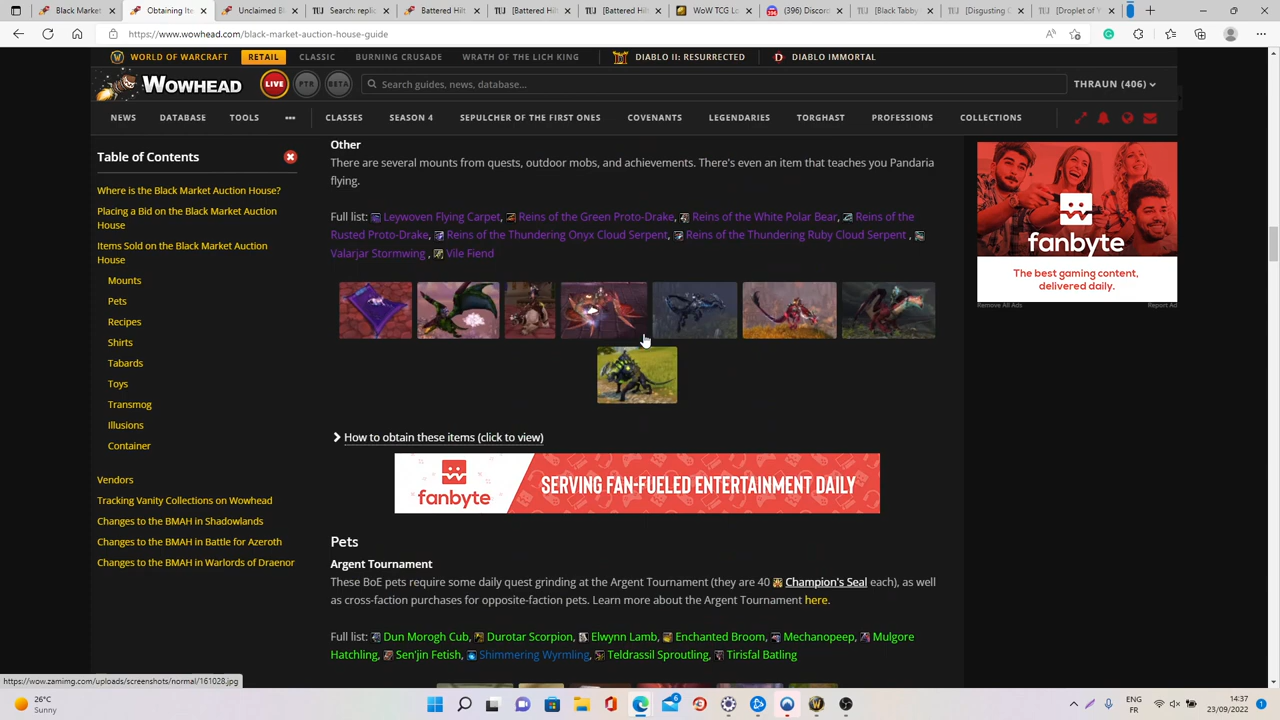 [Search: replic
[Battered Hilt
[Battered Hilt
[Battered Hilt
WoW TCG Lo
(396) Discord
[Black Tabby
Unclaimed B
https://www.wowhead.com/black-market-auction-house-guide
WORLD OF WARCRAFT RETAIL CLASSIC BURNING CRUSADE WRATH OF THE LICH KING DIABLO II: RESURRECTED DIABLO IMMORTAL
WOWHEAD LIVE PTR BETA Search guides, news, database... THRAUN (406)
NEWS DATABASE TOOLS ••• CLASSES SEASON 4 SEPULCHER OF THE FIRST ONES COVENANTS LEGENDARIES TORGHAST PROFESSIONS COLLECTIONS
Table of Contents
Where is the Black Market Auction House?
Placing a Bid on the Black Market Auction
House
Items Sold on the Black Market Auction
House
Mounts
Pets
Recipes
Shirts
Tabards
Toys
Transmog
Illusions
Container
Vendors
Tracking Vanity Collections on Wowhead
Changes to the BMAH in Shadowlands
Changes to the BMAH in Battle for Azeroth
Changes to the BMAH in Warlords of Draenor
Other
There are several mounts from quests, outdoor mobs, and achievements. There's even an item that teaches you Pandaria
flying.
Full list: Leywoven Flying Carpet, Reins of the Green Proto-Drake, Reins of the White Polar Bear, Reins of the
Rusted Proto-Drake, Reins of the Thundering Onyx Cloud Serpent, Reins of the Thundering Ruby Cloud Serpent ,
Valarjar Stormwing , Vile Fiend
How to obtain these items (click to view)
fanbyte SERVING FAN-FUELED ENTERTAINMENT DAILY
Pets
Argent Tournament
These BoE pets require some daily quest grinding at the Argent Tournament (they are 40 Champion's Seal each), as well
as cross-faction purchases for opposite-faction pets. Learn more about the Argent Tournament here.
Full list: Dun Morogh Cub, Durotar Scorpion, Elwynn Lamb, Enchanted Broom, Mechanopeep, Mulgore
Hatchling, Sen'jin Fetish, Shimmering Wyrmling, Teldrassil Sproutling, Tirisfal Batling
fanbyte
The best gaming content,
delivered daily.
Remove All Ads Report Ad
https://wow.zamimg.com/uploads/screenshots/normal/161028.jpg
26°C
Sunny
6
FR
14:37
23/09/2022
2